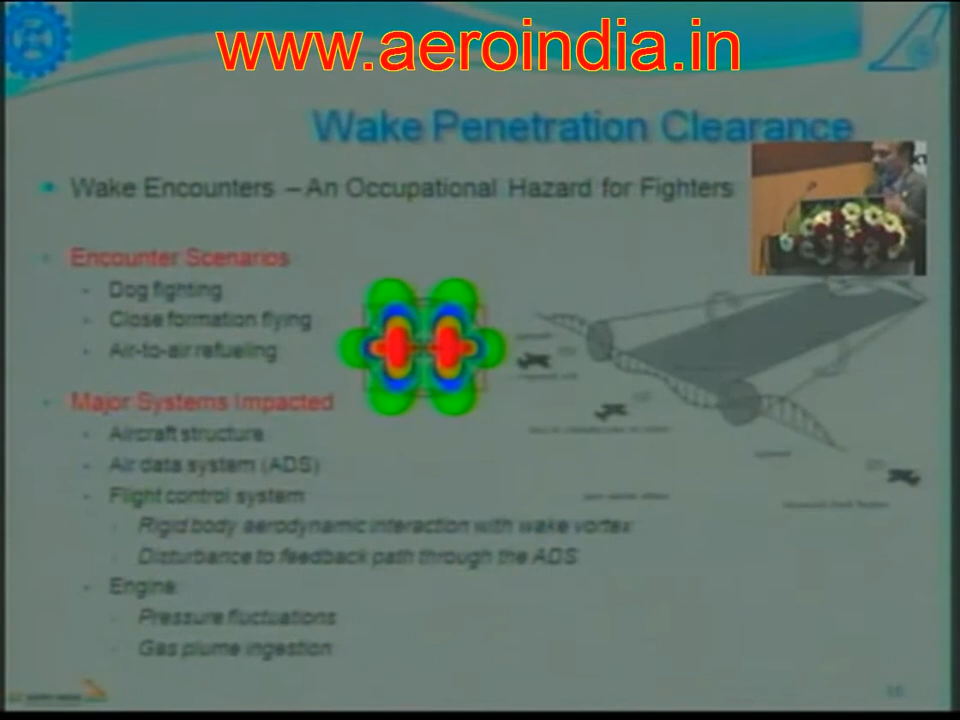 www.aeroindia.in
Wake Penetration Clearance
Wake Encounters – An Occupational Hazard for Fighters
Encounter Scenarios
- Dog fighting
- Close formation flying
- Air-to-air refueling
Major Systems Impacted
- Aircraft structure
- Air data system (ADS)
- Flight control system
Rigid body aerodynamic interaction with wake vortex
Disturbance to feedback path through the ADS
- Engine
Pressure fluctuations
Gas plume ingestion